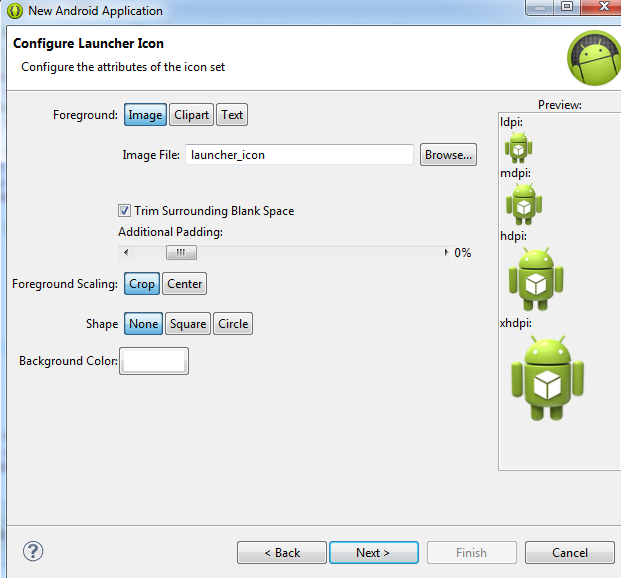 New Android Application
Configure Launcher Icon
Configure the attributes of the icon set
Foreground: Image Clipart Text
Image File: launcher_icon Browse...
Trim Surrounding Blank Space
Additional Padding:
0%
Foreground Scaling: Crop Center
Shape None Square Circle
Background Color:
Preview:
ldpi:
mdpi:
hdpi:
xhdpi:
? < Back Next > Finish Cancel